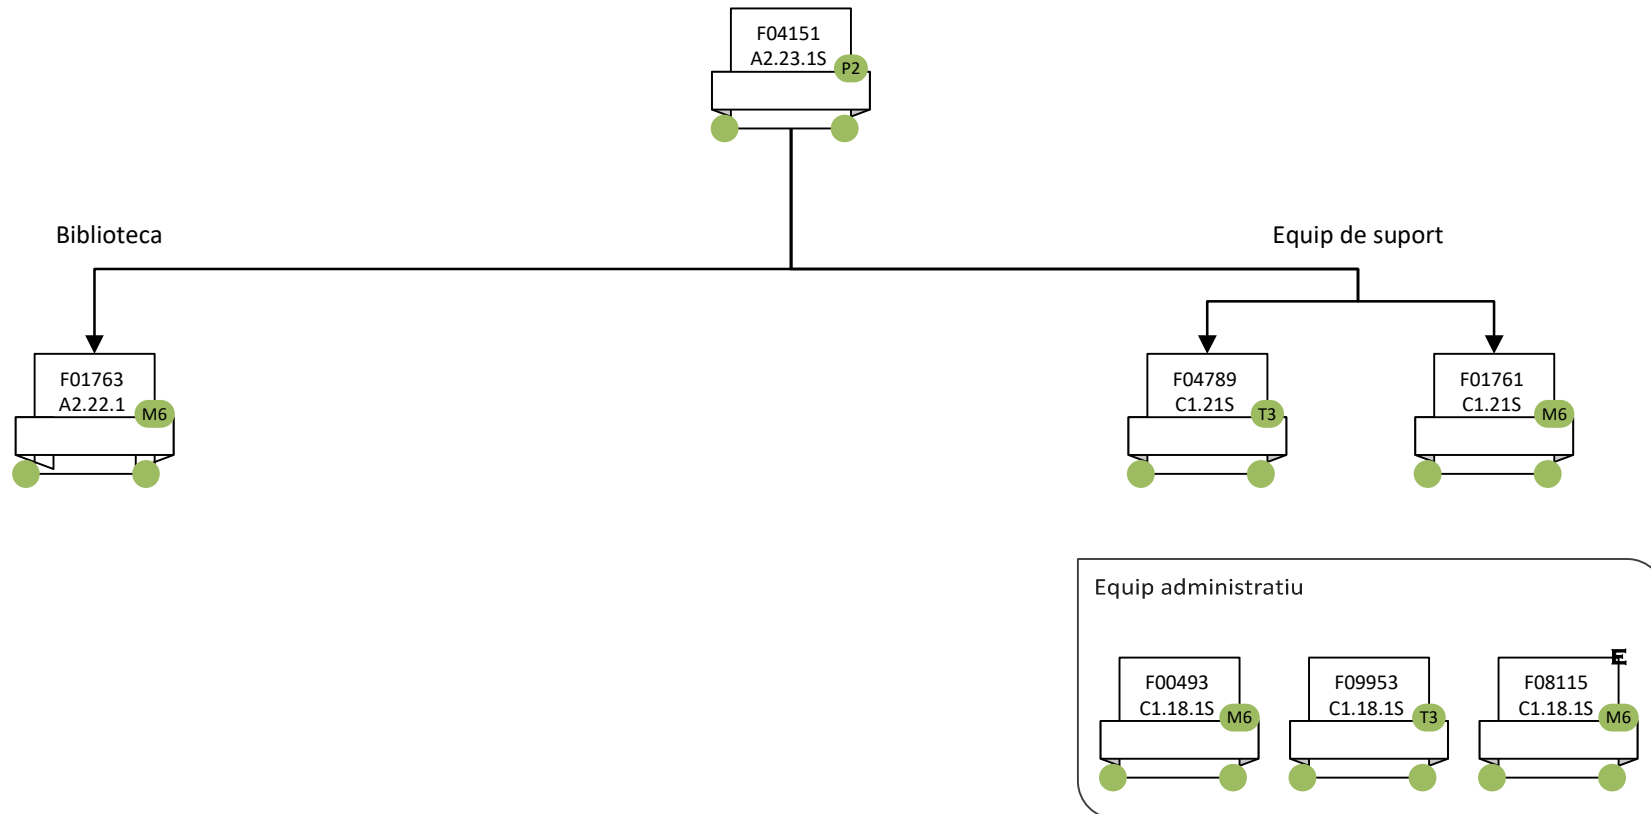 F04151
A2.23.1S
P2
Biblioteca
Equip de suport
F01763
A2.22.1
M6
F04789
C1.21S
T3
F01761
C1.21S
M6
Equip administratiu
E
F00493
C1.18.1S
M6
F09953
C1.18.1S
T3
F08115
C1.18.1S
M6